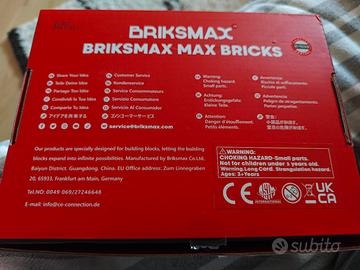 BRIKSMAX
BRIKSMAX MAX BRICKS
Share Your Idea
Teile Deine Idee
Partager Ton Idée
Condividi la Tua Idea
Comparte Tu Idea
アイデアを共有する
Customer Service
Kundenservice
Service Consommateurs
Servizio Consumatori
Servicio Al Consumidor
コンシューマーサービス
service@briksmax.com
Warning:
Choking hazard.
Small parts.
Achtung:
Erstickungsgefahr.
Kleine Teile.
Attention:
Danger d'étouffement.
Petits éléments.
Avvertenza:
Rischio di soffocamento.
Piccole parti.
Advertencia:
Peligro de asfixia.
Partes pequeñas.
Our products are specially designed for building blocks, letting the building
blocks expand into infinite possibilities. Manufactured by Briksmax Co.Ltd.
Baiyun District, Guangdong, China. EU Office address: Zum Linnegraben
20, 65933, Frankfurt am Main, Germany
TEL.NO: 0049 069/27246648
E-mail: info@ce-connection.de
WARNING:
CHOKING HAZARD-Small parts.
Not for children under 3 years old.
Warning.Long Cord. Strangulation hazard.
Ages: 3+Years
CE
UK
CA
subito